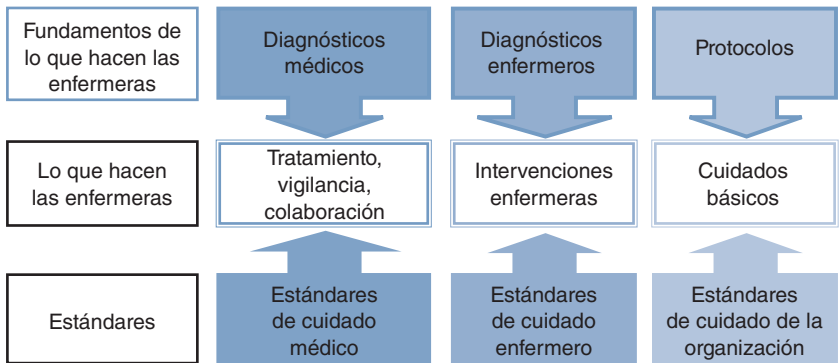 Fundamentos de
lo que hacen las
enfermeras
Diagnósticos
médicos
Diagnósticos
enfermeros
Protocolos
Lo que hacen
las enfermeras
Tratamiento,
vigilancia,
colaboración
Intervenciones
enfermeras
Cuidados
básicos
Estándares
Estándares
de cuidado
médico
Estándares
de cuidado
enfermero
Estándares
de cuidado de la
organización